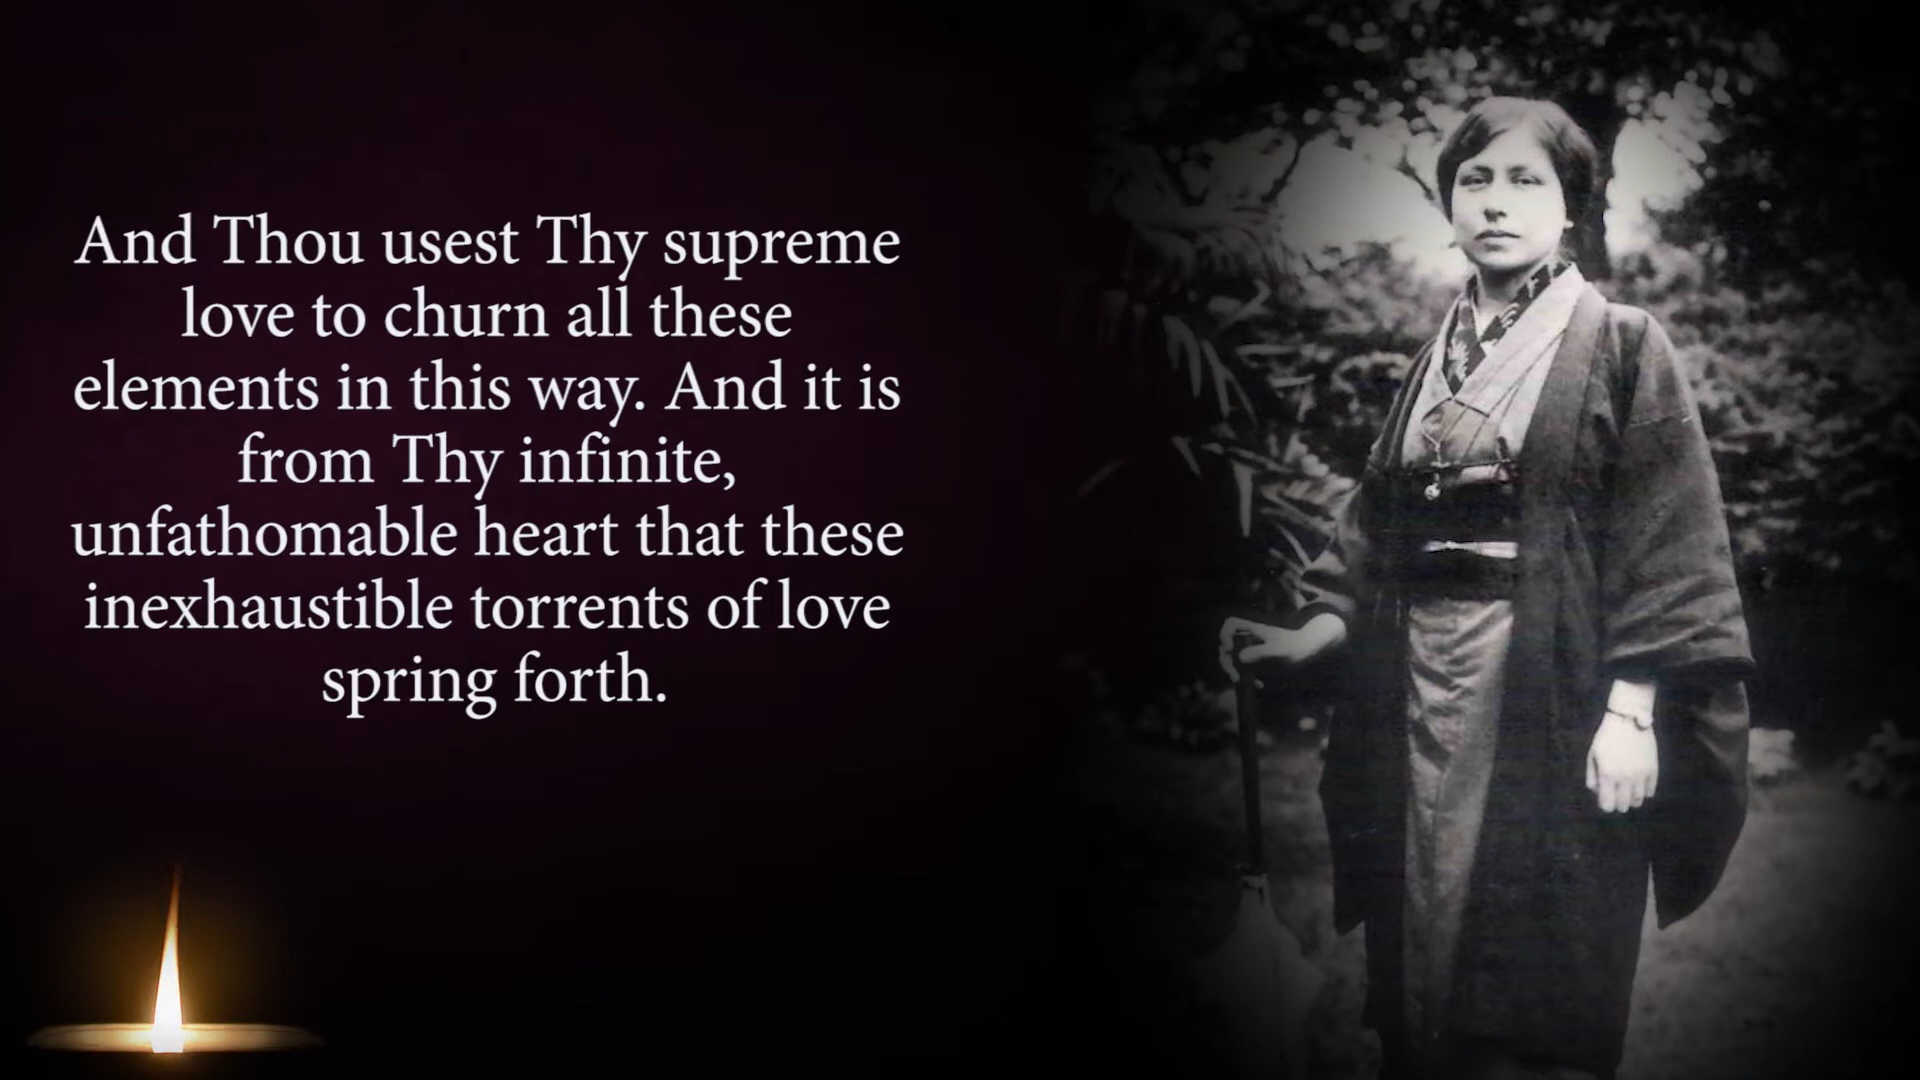 And Thou usest Thy supreme
love to churn all these
elements in this way. And it is
from Thy infinite,
unfathomable heart that these
inexhaustible torrents of love
spring forth.